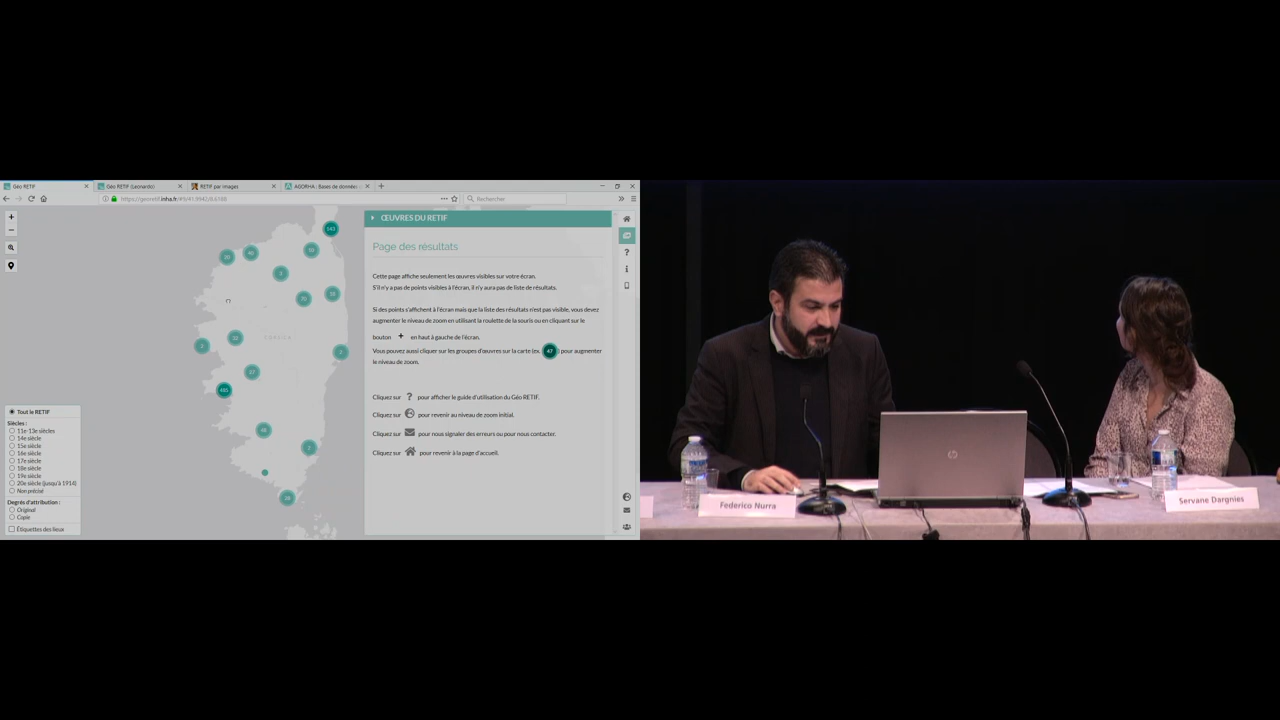 Géo RETIF
Géo RETIF (Leonardo)
RETIF par images
AGORHA : Bases de données
Rechercher
ŒUVRES DU RETIF
Page des résultats
Cette page affiche seulement les œuvres visibles sur votre écran.
S'il n'y a pas de points visibles à l'écran, il n'y aura pas de liste de résultats.
Si des points s'affichent à l'écran mais que la liste des résultats n'est pas visible, vous devez
augmenter le niveau de zoom en utilisant la roulette de la souris ou en cliquant sur le
bouton + en haut à gauche de l'écran.
Vous pouvez aussi cliquer sur les groupes d'œuvres sur la carte (ex. 47 ) pour augmenter
le niveau de zoom.
Cliquez sur ? pour afficher le guide d'utilisation du Géo RETIF.
Cliquez sur pour revenir au niveau de zoom initial.
Cliquez sur pour nous signaler des erreurs ou pour nous contacter.
Cliquez sur pour revenir à la page d'accueil.
Tout le RETIF
Siècles :
11e-13e siècles
14e siècle
15e siècle
16e siècle
17e siècle
18e siècle
19e siècle
20e siècle (jusqu'à 1914)
Non précisé
Degrés d'attribution :
Original
Copie
Étiquettes des lieux
hp
Federico Nurra
Servane Dargnies